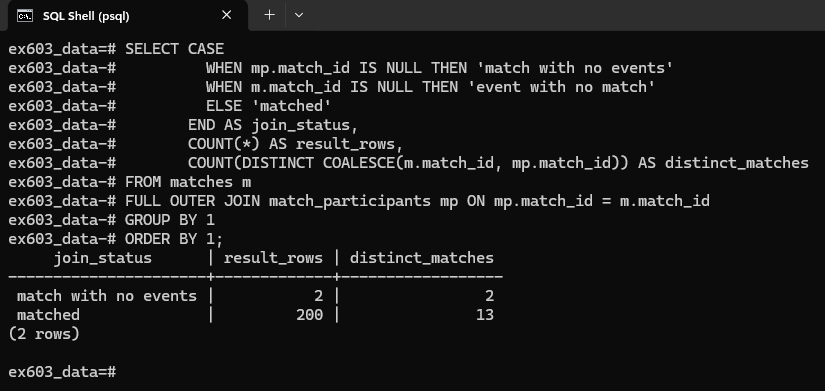 SQL Shell (psql)
ex603_data=# SELECT CASE
ex603_data-#          WHEN mp.match_id IS NULL THEN 'match with no events'
ex603_data-#          WHEN m.match_id IS NULL THEN 'event with no match'
ex603_data-#          ELSE 'matched'
ex603_data-#        END AS join_status,
ex603_data-#        COUNT(*) AS result_rows,
ex603_data-#        COUNT(DISTINCT COALESCE(m.match_id, mp.match_id)) AS distinct_matches
ex603_data-# FROM matches m
ex603_data-# FULL OUTER JOIN match_participants mp ON mp.match_id = m.match_id
ex603_data-# GROUP BY 1
ex603_data-# ORDER BY 1;
     join_status      | result_rows | distinct_matches
----------------------+-------------+------------------
 match with no events |           2 |                2
 matched              |         200 |               13
(2 rows)
ex603_data=#